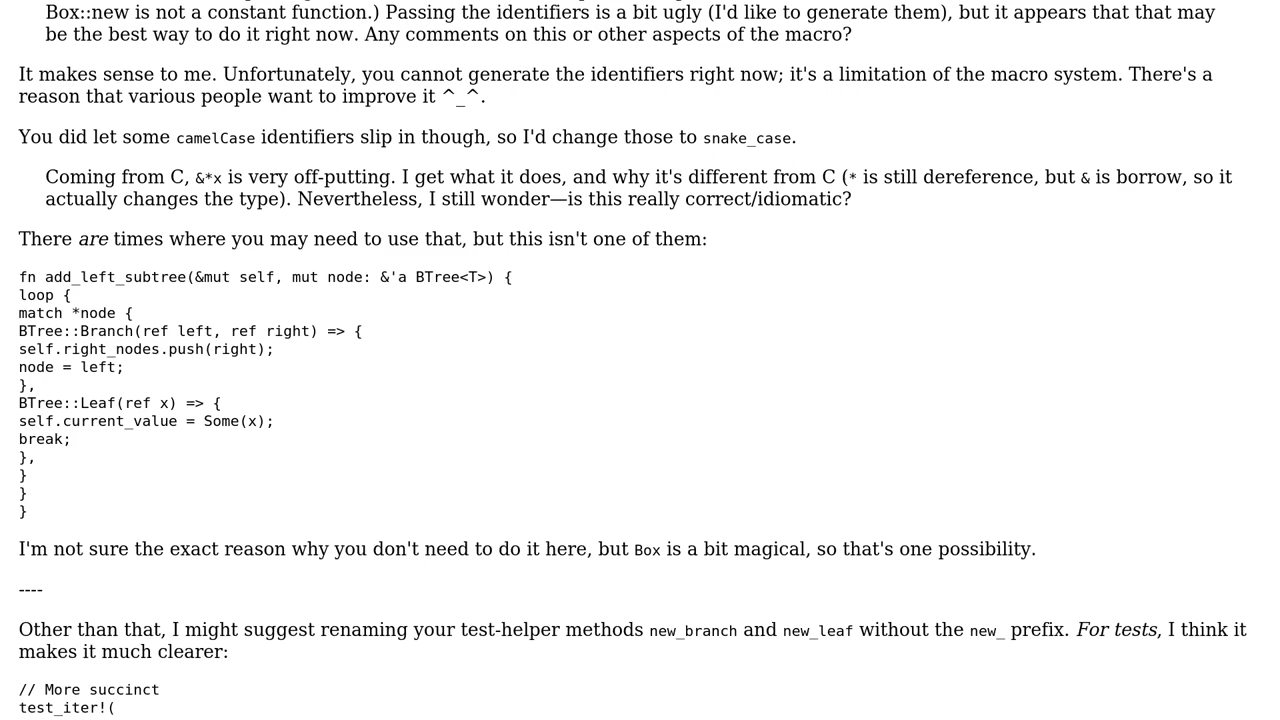 Box::new is not a constant function.) Passing the identifiers is a bit ugly (I'd like to generate them), but it appears that that may
be the best way to do it right now. Any comments on this or other aspects of the macro?
It makes sense to me. Unfortunately, you cannot generate the identifiers right now; it's a limitation of the macro system. There's a
reason that various people want to improve it ^_^.
You did let some camelCase identifiers slip in though, so I'd change those to snake_case.
Coming from C, &*x is very off-putting. I get what it does, and why it's different from C (* is still dereference, but & is borrow, so it
actually changes the type). Nevertheless, I still wonder—is this really correct/idiomatic?
There are times where you may need to use that, but this isn't one of them:
fn add_left_subtree(&mut self, mut node: &'a BTree<T>) {
loop {
match *node {
BTree::Branch(ref left, ref right) => {
self.right_nodes.push(right);
node = left;
},
BTree::Leaf(ref x) => {
self.current_value = Some(x);
break;
},
}
}
}
I'm not sure the exact reason why you don't need to do it here, but Box is a bit magical, so that's one possibility.
----
Other than that, I might suggest renaming your test-helper methods new_branch and new_leaf without the new_ prefix. For tests, I think it
makes it much clearer:
// More succinct
test_iter!(